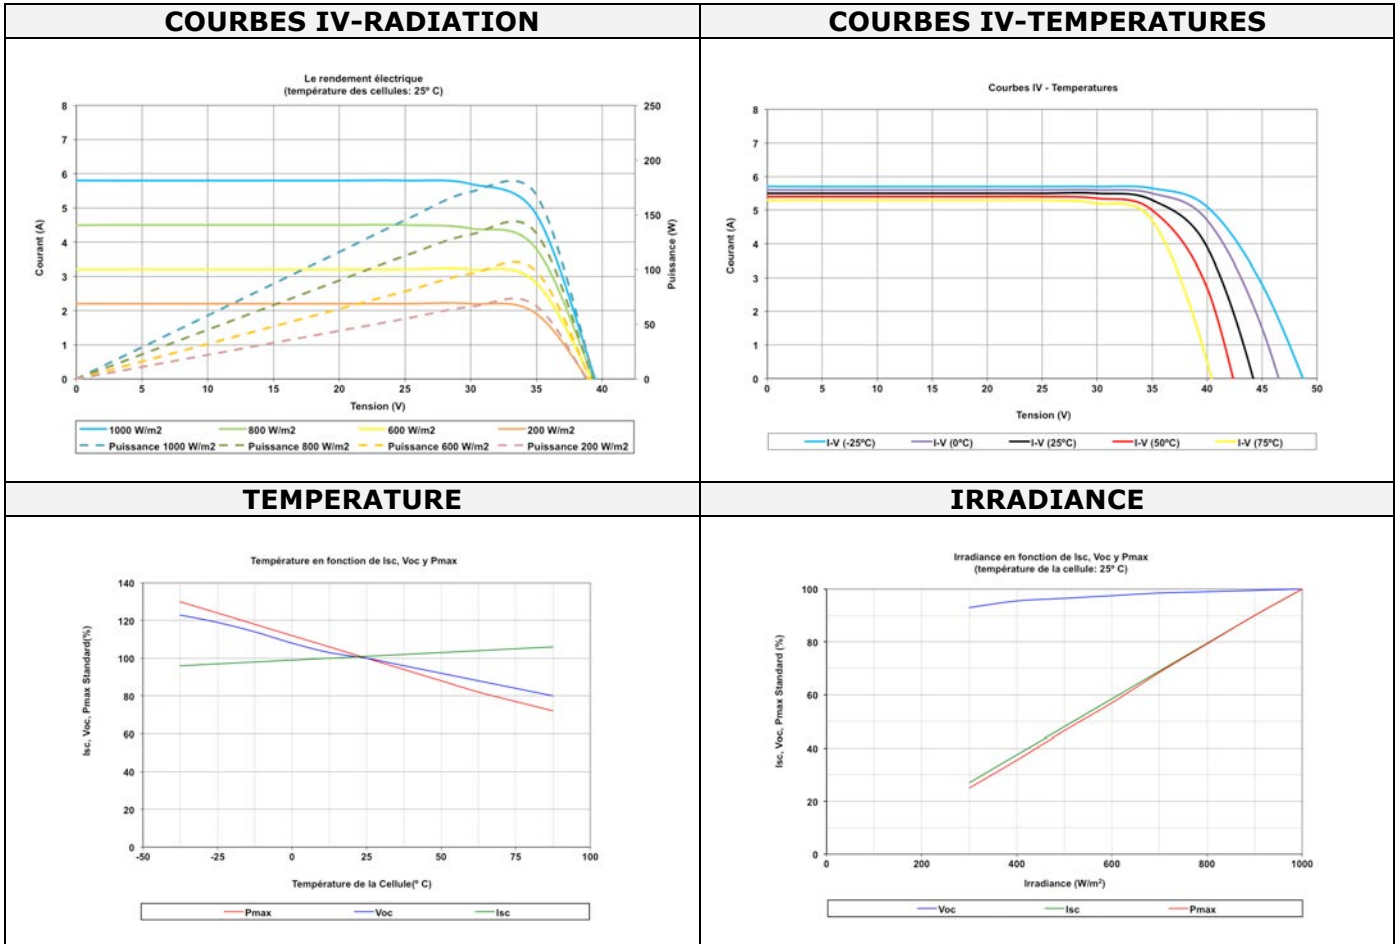 COURBES IV-RADIATION
Le rendement électrique
(température des cellules: 25º C)
8
7
6
5
4
3
2
1
0
250
200
150
100
50
0
Courant (A)
Puissance (W)
0 5 10 15 20 25 30 35 40
Tension (V)
1000 W/m2 800 W/m2 600 W/m2 200 W/m2
Puissance 1000 W/m2 Puissance 800 W/m2 Puissance 600 W/m2 Puissance 200 W/m2
COURBES IV-TEMPERATURES
Courbes IV - Temperatures
8
7
6
5
4
3
2
1
0
Courant (A)
0 5 10 15 20 25 30 35 40 45 50
Tension (V)
I-V (-25ºC) I-V (0ºC) I-V (25ºC) I-V (50ºC) I-V (75ºC)
TEMPERATURE
Température en fonction de Isc, Voc y Pmax
140
120
100
80
60
40
20
0
Isc, Voc, Pmax Standard(%)
-50 -25 0 25 50 75 100
Température de la Cellule(º C)
Pmax Voc Isc
IRRADIANCE
Irradiance en fonction de Isc, Voc y Pmax
(température de la cellule: 25º C)
100
80
60
40
20
0
Isc, Voc, Pmax Standard (%)
0 200 400 600 800 1000
Irradiance (W/m²)
Voc Isc Pmax